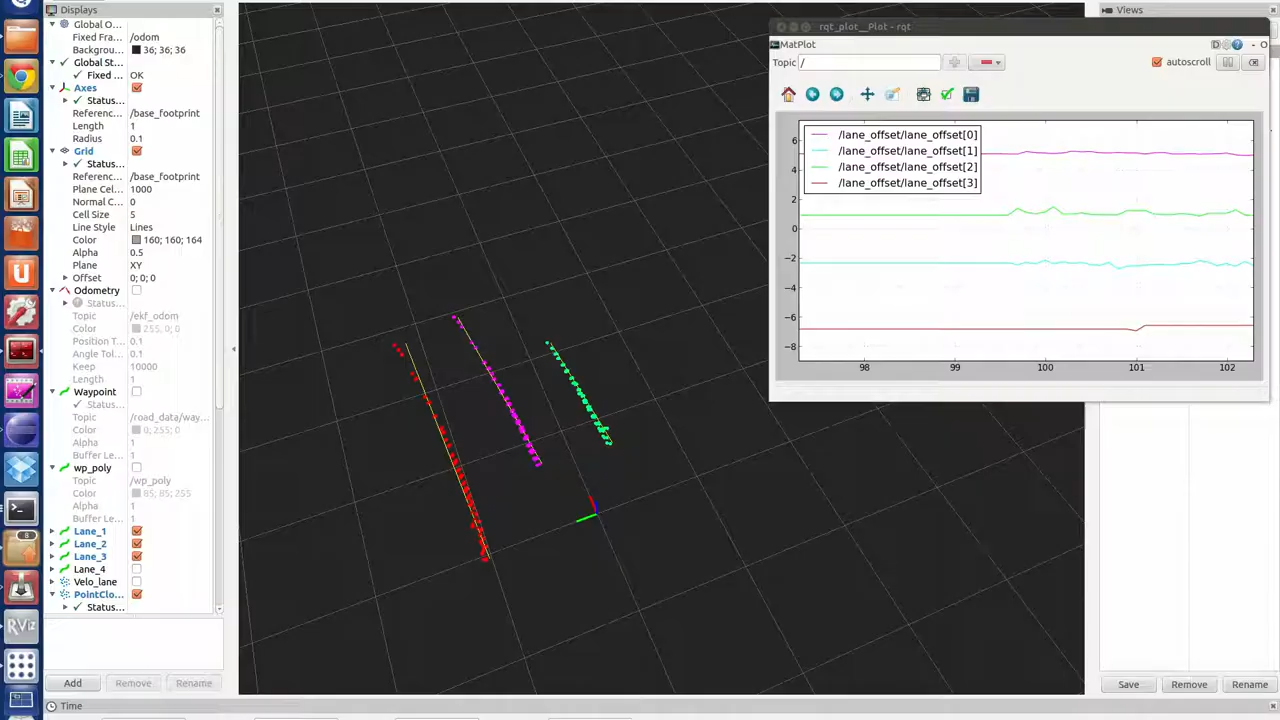 Displays
Global O
Fixed Fra... /odom
Backgrou... 36; 36; 36
Global St...
Fixed ... OK
Axes
Status...
Referenc... /base_footprint
Length 1
Radius 0.1
Grid
Status...
Referenc... /base_footprint
Plane Cel... 1000
Normal C... 0
Cell Size 5
Line Style Lines
Color 160; 160; 164
Alpha 0.5
Plane XY
Offset 0; 0; 0
Odometry
Status...
Topic /ekf_odom
Color 255, 0; 0
Position T... 0.1
Angle Tol... 0.1
Keep 10000
Length 1
Waypoint
Status...
Topic /road_data/way...
Color 0; 255; 0
Alpha 1
Buffer Le... 1
wp_poly
Topic /wp_poly
Color 85; 85; 255
Alpha 1
Buffer Le... 1
Lane_1
Lane_2
Lane_3
Lane_4
Velo_lane
PointClo...
Status...
Add Remove Rename
Time
rqt_plot__Plot - rqt
MatPlot
D - O
Topic / autoscroll
/lane_offset/lane_offset[0]
/lane_offset/lane_offset[1]
/lane_offset/lane_offset[2]
/lane_offset/lane_offset[3]
6
4
2
0
−2
−4
−6
−8
98 99 100 101 102
Views
Save Remove Rename
8
RViz